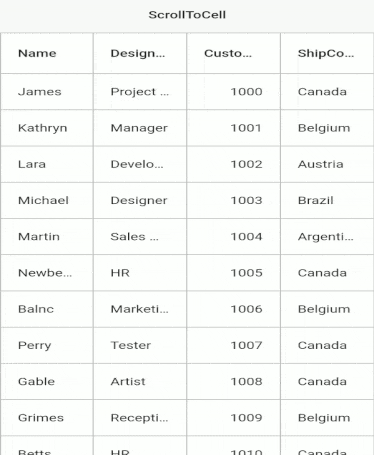 ScrollToCell
Name Design... Custo... ShipCo...
James Project ... 1000 Canada
Kathryn Manager 1001 Belgium
Lara Develo... 1002 Austria
Michael Designer 1003 Brazil
Martin Sales ... 1004 Argenti...
Newbe... HR 1005 Canada
Balnc Marketi... 1006 Belgium
Perry Tester 1007 Canada
Gable Artist 1008 Canada
Grimes Recepti... 1009 Belgium
Betts HR 1010 Canada